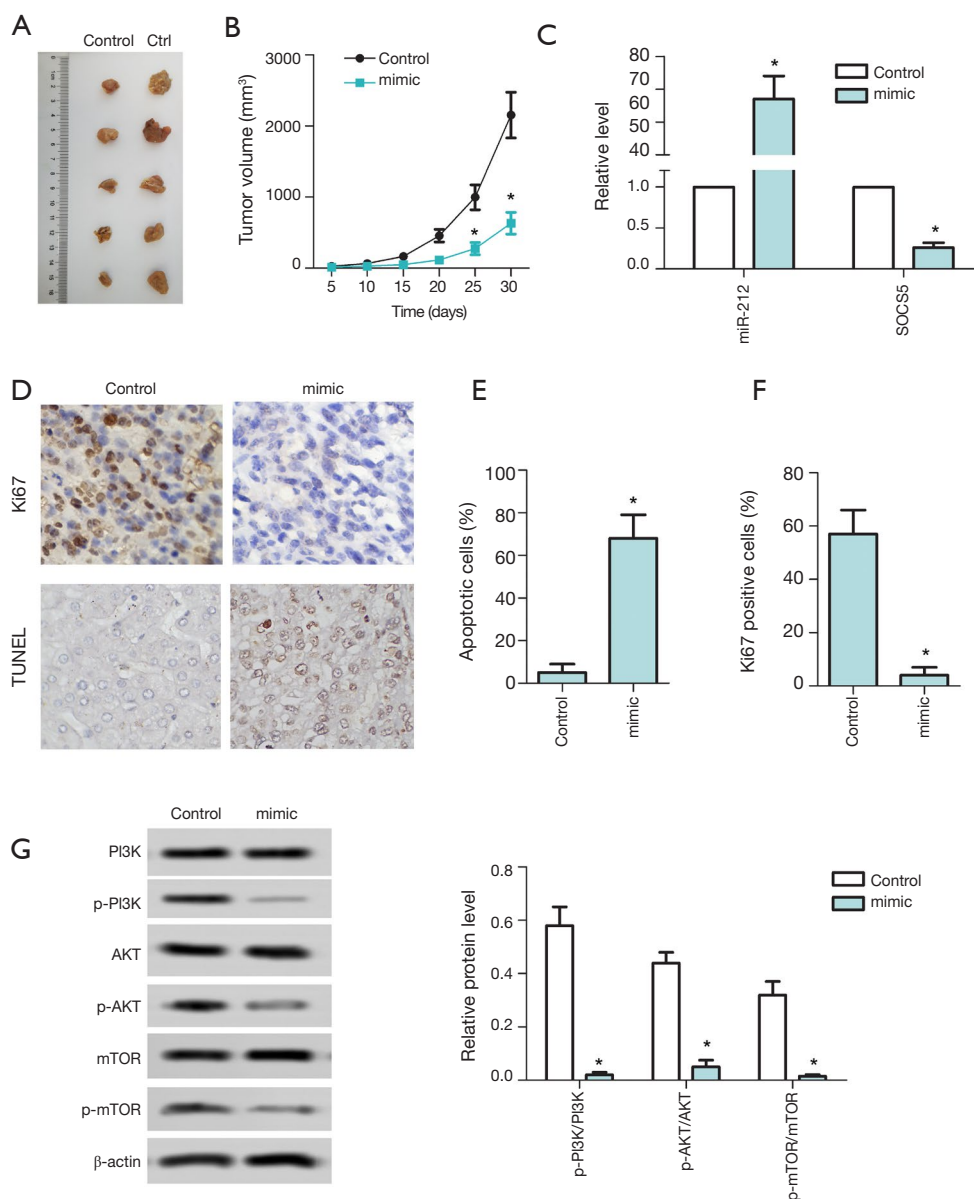 A
Control Ctrl
B
Tumor volume (mm³)
3000
2000
1000
0
Control
mimic
*
*
5 10 15 20 25 30
Time (days)
C
Relative level
80
70
60
50
40
1.0
0.5
0.0
*
*
Control
mimic
miR-212
SOCS5
D
Control mimic
Ki67
TUNEL
E
Apoptotic cells (%)
100
80
60
40
20
0
*
Control
mimic
F
Ki67 positive cells (%)
80
60
40
20
0
*
Control
mimic
G
Control mimic
PI3K
p-PI3K
AKT
p-AKT
mTOR
p-mTOR
β-actin
Relative protein level
0.8
0.6
0.4
0.2
0.0
*
*
*
Control
mimic
p-PI3K/PI3K
p-AKT/AKT
p-mTOR/mTOR